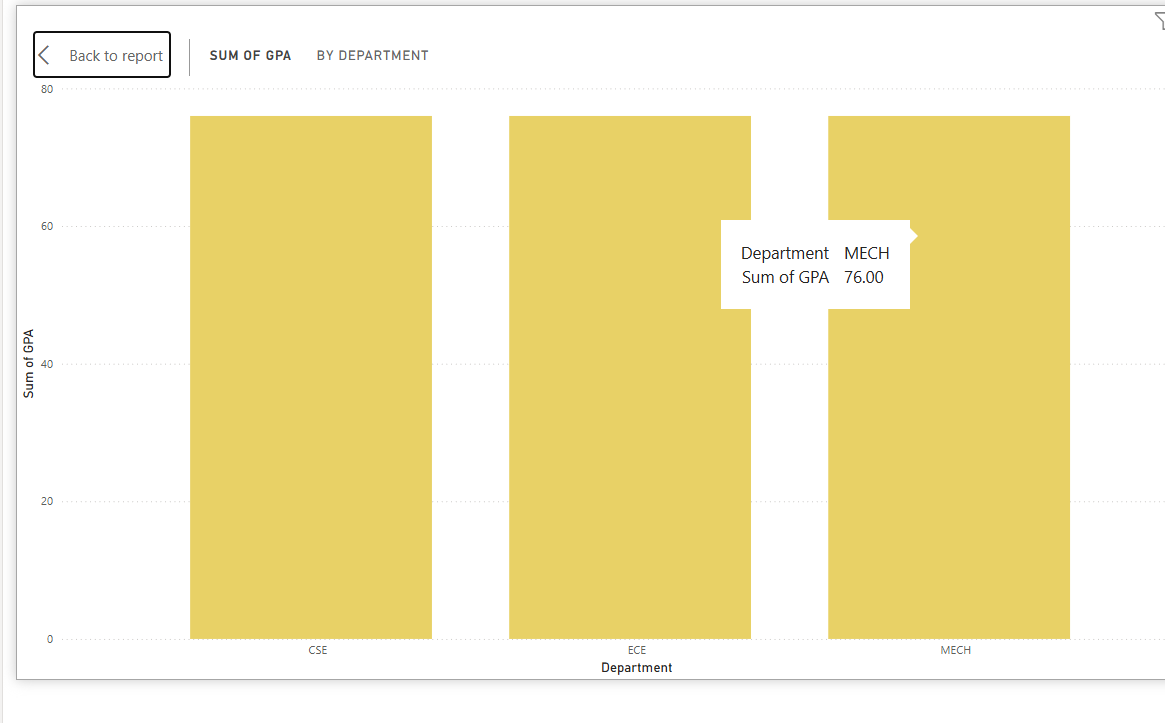 Back to report
SUM OF GPA BY DEPARTMENT
80
60
40
20
0
Sum of GPA
Department MECH
Sum of GPA 76.00
CSE ECE MECH
Department